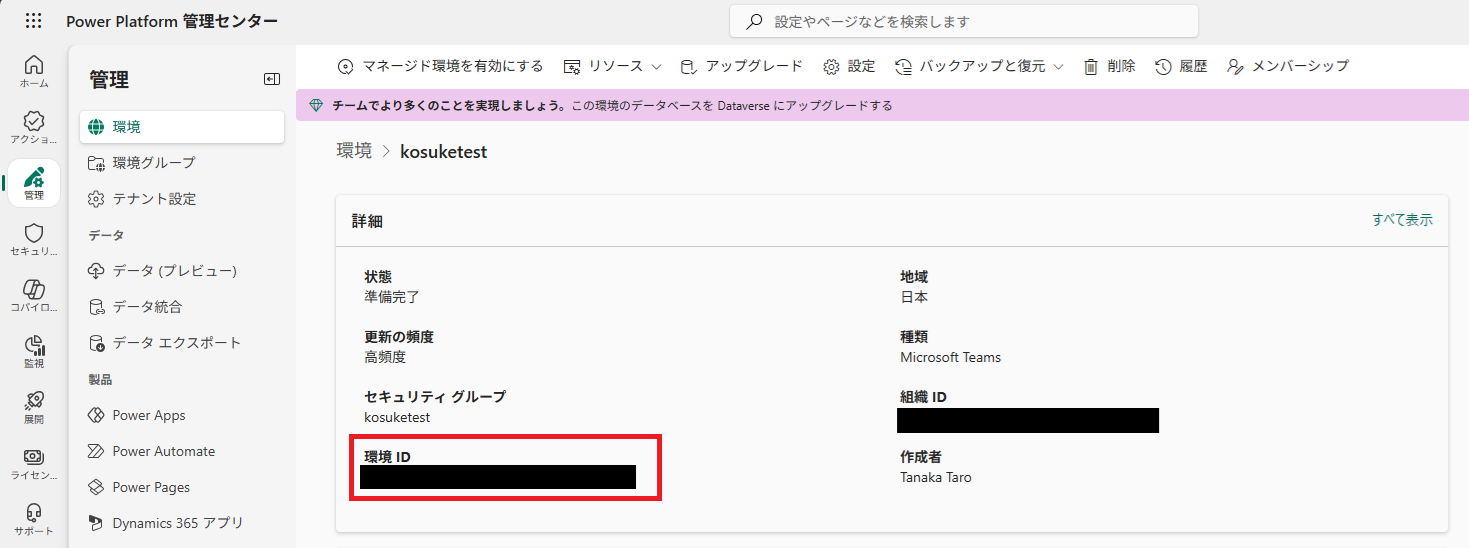 Power Platform 管理センター
設定やページなどを検索します
ホーム
アクショ...
管理
セキュリ...
コパイロ...
監視
展開
ライセン...
サポート
管理
環境
環境グループ
テナント設定
データ
データ (プレビュー)
データ統合
データ エクスポート
製品
Power Apps
Power Automate
Power Pages
Dynamics 365 アプリ
マネージド環境を有効にする
リソース
アップグレード
設定
バックアップと復元
削除
履歴
メンバーシップ
チームでより多くのことを実現しましょう。この環境のデータベースを Dataverse にアップグレードする
環境 > kosuketest
詳細
すべて表示
状態
準備完了
地域
日本
更新の頻度
高頻度
種類
Microsoft Teams
セキュリティ グループ
kosuketest
組織 ID
環境 ID
作成者
Tanaka Taro